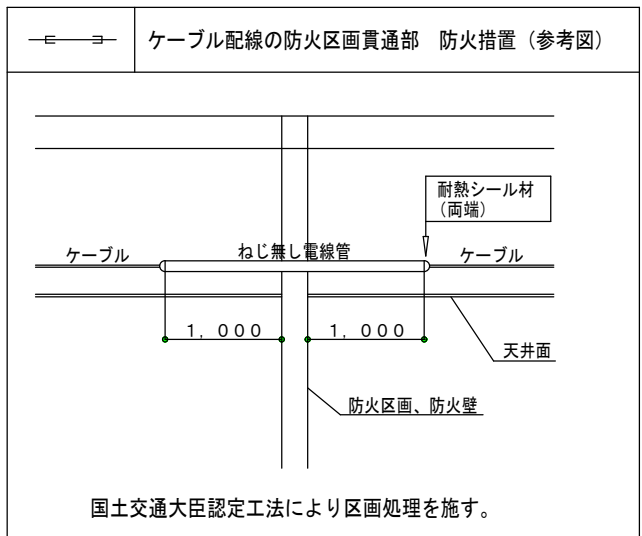 ケーブル配線の防火区画貫通部　防火措置（参考図）
耐熱シール材
（両端）
ケーブル
ねじ無し電線管
ケーブル
１，０００
１，０００
天井面
防火区画、防火壁
国土交通大臣認定工法により区画処理を施す。